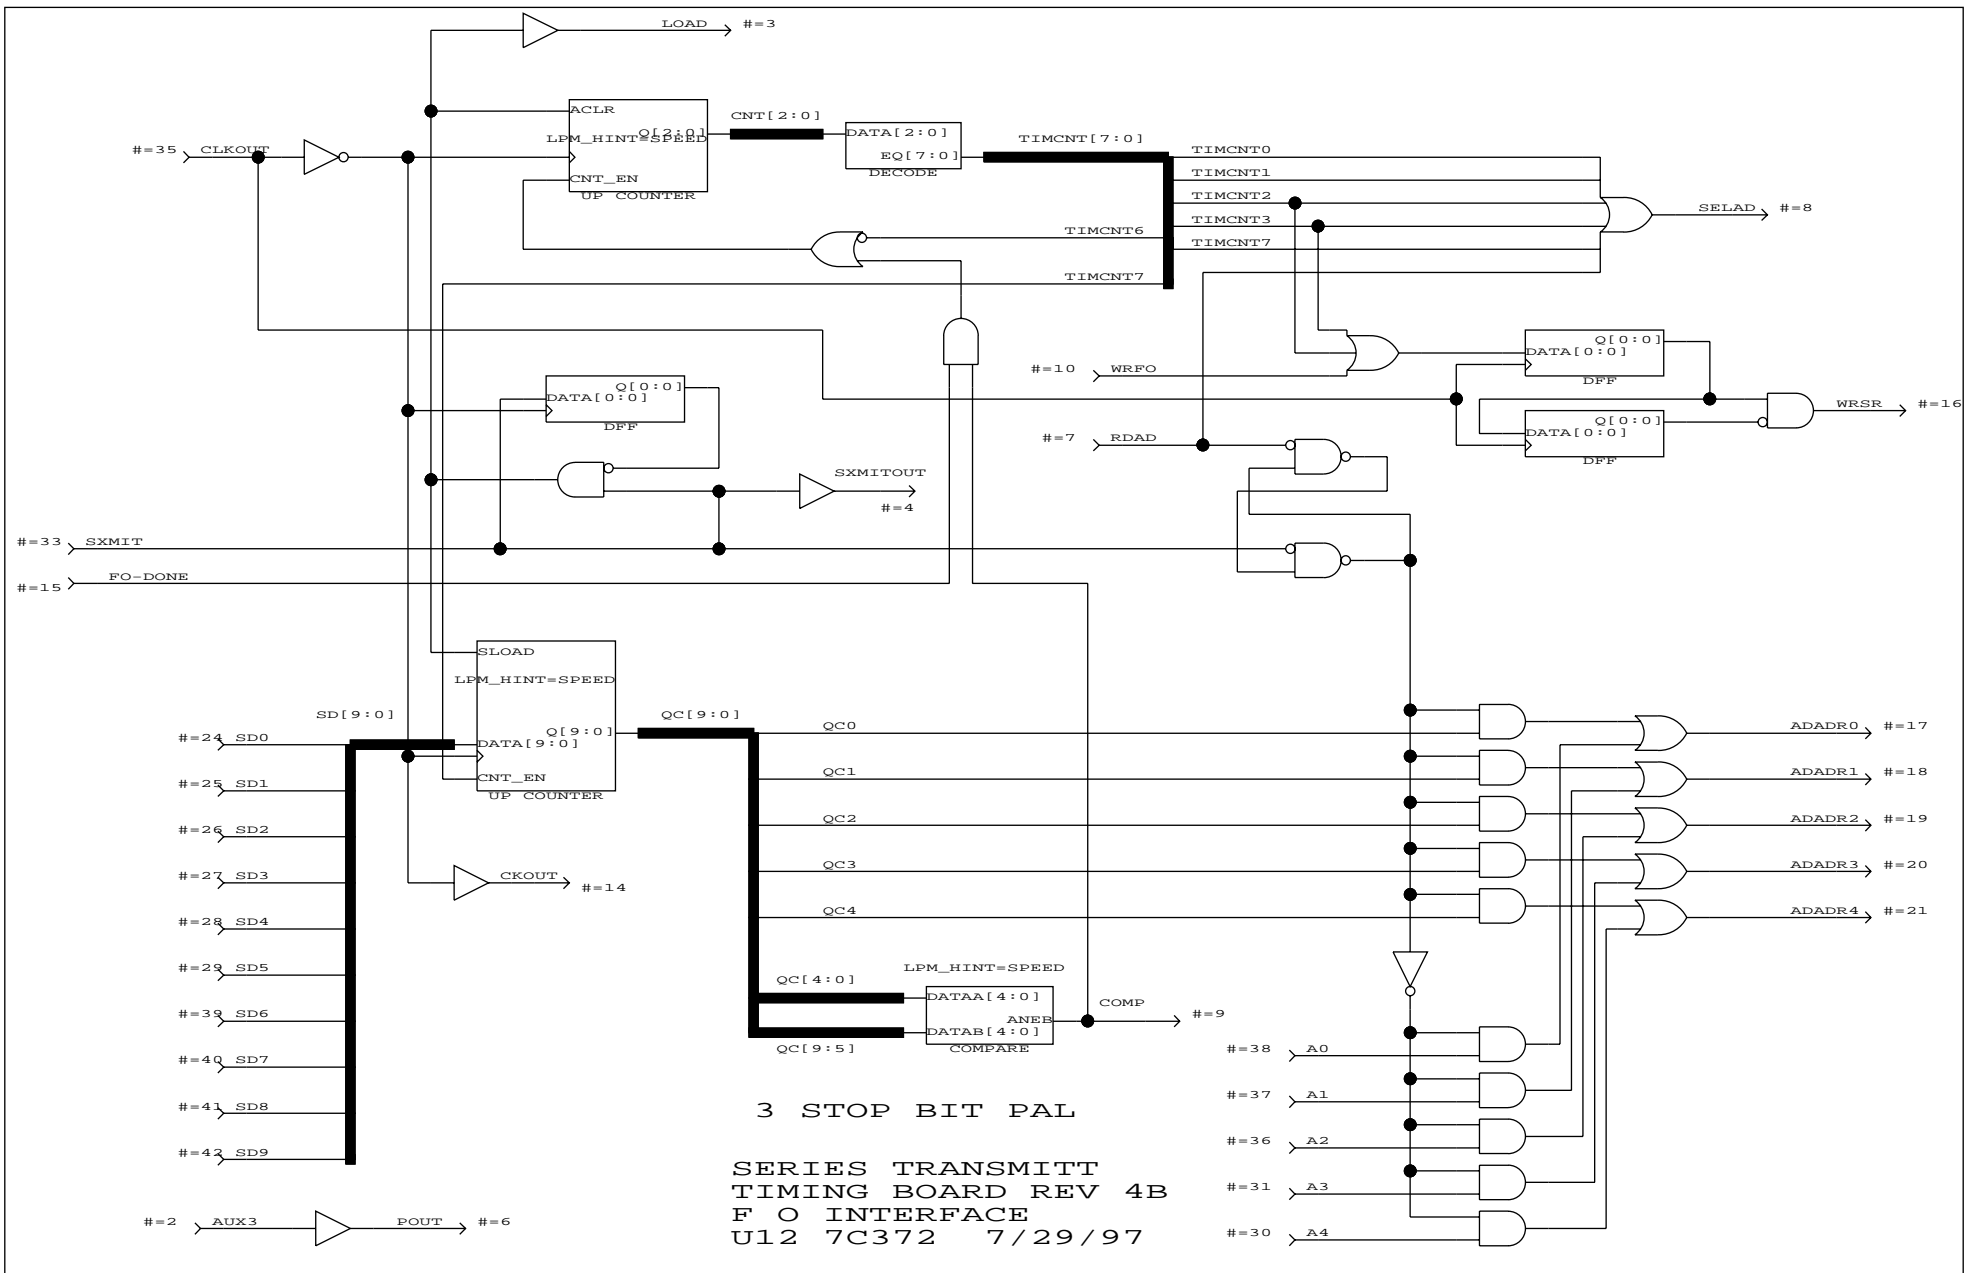 LOAD #=3
ACLR
CNT[2:0]
Q[2:0]
LPM_HINT=SPEED
DATA[2:0]
TIMCNT[7:0]
#=35 CLKOUT
EQ[7:0]
TIMCNT0
DECODE
CNT_EN
TIMCNT1
UP COUNTER
TIMCNT2
SELAD #=8
TIMCNT3
TIMCNT6
TIMCNT7
TIMCNT7
Q[0:0]
DATA[0:0]
DFF
#=10 WRFO
Q[0:0]
DATA[0:0]
DFF
WRSR #=16
Q[0:0]
DATA[0:0]
DFF
#=7 RDAD
SXMITOUT
#=4
#=33 SXMIT
FO-DONE
#=15
SLOAD
LPM_HINT=SPEED
SD[9:0]
QC[9:0]
Q[9:0]
#=24 SD0
DATA[9:0]
QC0
ADADR0 #=17
CNT_EN
UP COUNTER
#=25 SD1
QC1
ADADR1 #=18
#=26 SD2
QC2
ADADR2 #=19
#=27 SD3
CKOUT
#=14
QC3
ADADR3 #=20
#=28 SD4
QC4
ADADR4 #=21
#=29 SD5
QC[4:0]
LPM_HINT=SPEED
DATAA[4:0]
COMP
#=39 SD6
ANEB
#=9
DATAB[4:0]
QC[9:5]
COMPARE
#=38 A0
#=40 SD7
#=37 A1
#=41 SD8
3 STOP BIT PAL
#=36 A2
#=42 SD9
SERIES TRANSMITT
#=31 A3
TIMING BOARD REV 4B
#=2 AUX3
POUT #=6
F O INTERFACE
#=30 A4
U12 7C372 7/29/97